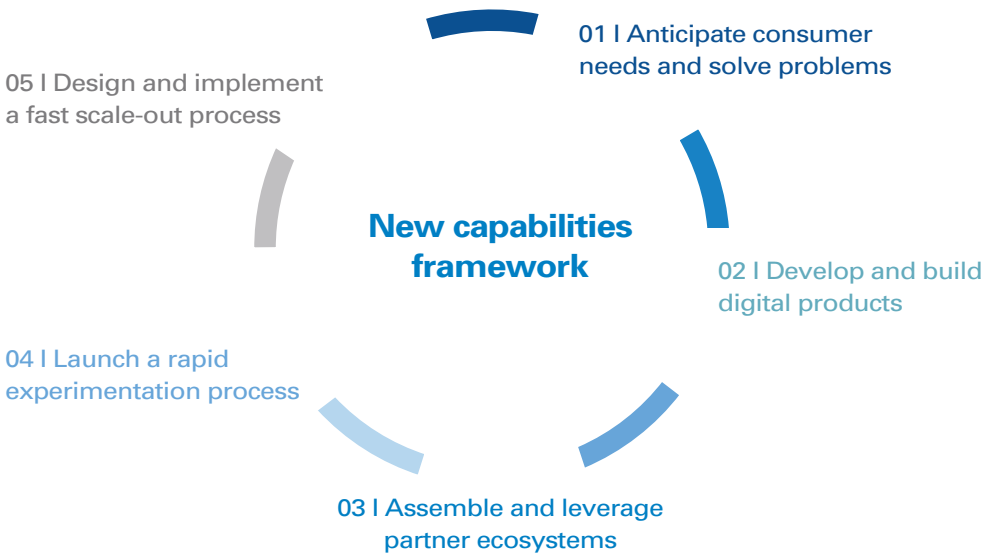 01 I Anticipate consumer
needs and solve problems
05 I Design and implement
a fast scale-out process
New capabilities
framework
02 I Develop and build
digital products
04 I Launch a rapid
experimentation process
03 I Assemble and leverage
partner ecosystems